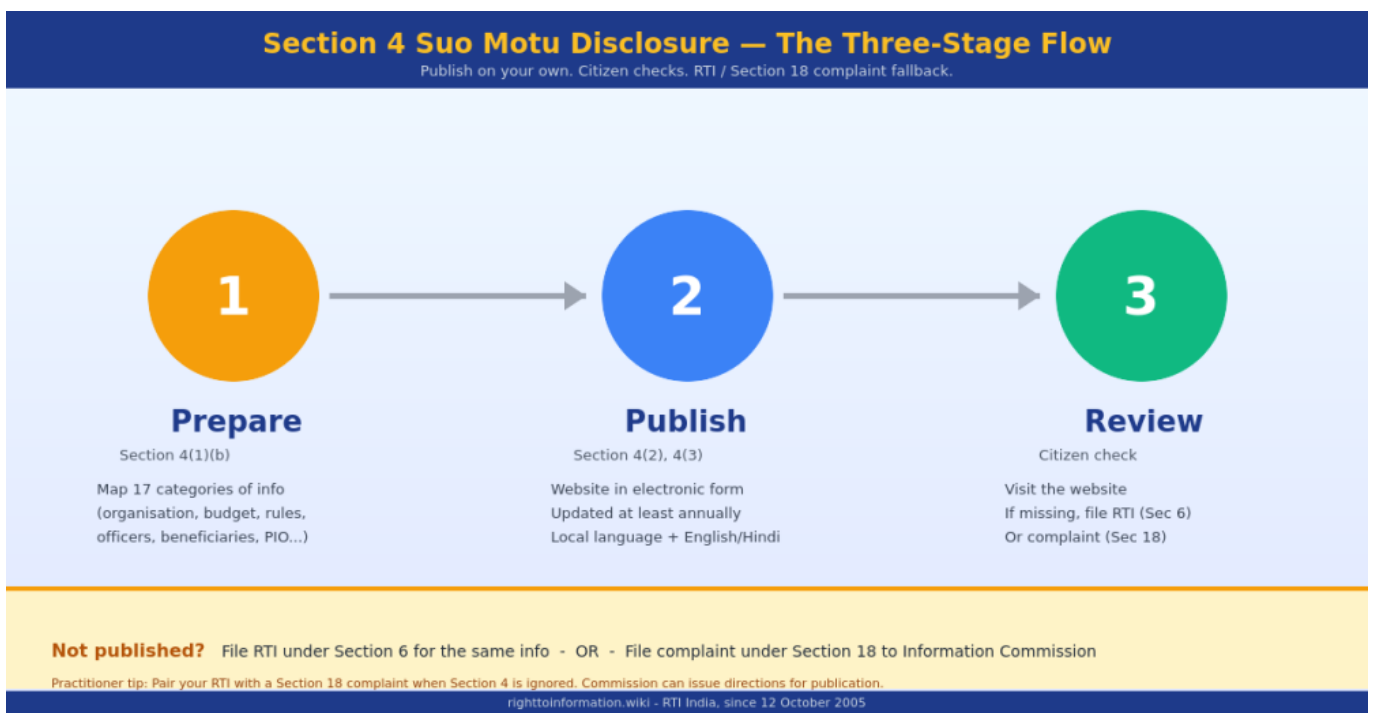 Section 4 Suo Motu Disclosure — The Three-Stage Flow
Publish on your own. Citizen checks. RTI / Section 18 complaint fallback.
1
Prepare
Section 4(1)(b)
Map 17 categories of info
(organisation, budget, rules,
officers, beneficiaries, PIO...)
2
Publish
Section 4(2), 4(3)
Website in electronic form
Updated at least annually
Local language + English/Hindi
3
Review
Citizen check
Visit the website
If missing, file RTI (Sec 6)
Or complaint (Sec 18)
Not published? File RTI under Section 6 for the same info - OR - File complaint under Section 18 to Information Commission
Practitioner tip: Pair your RTI with a Section 18 complaint when Section 4 is ignored. Commission can issue directions for publication.
righttoinformation.wiki - RTI India, since 12 October 2005